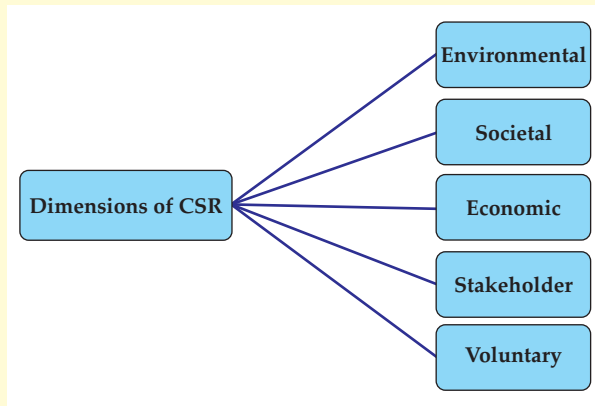 Environmental
Societal
Dimensions of CSR
Economic
Stakeholder
Voluntary